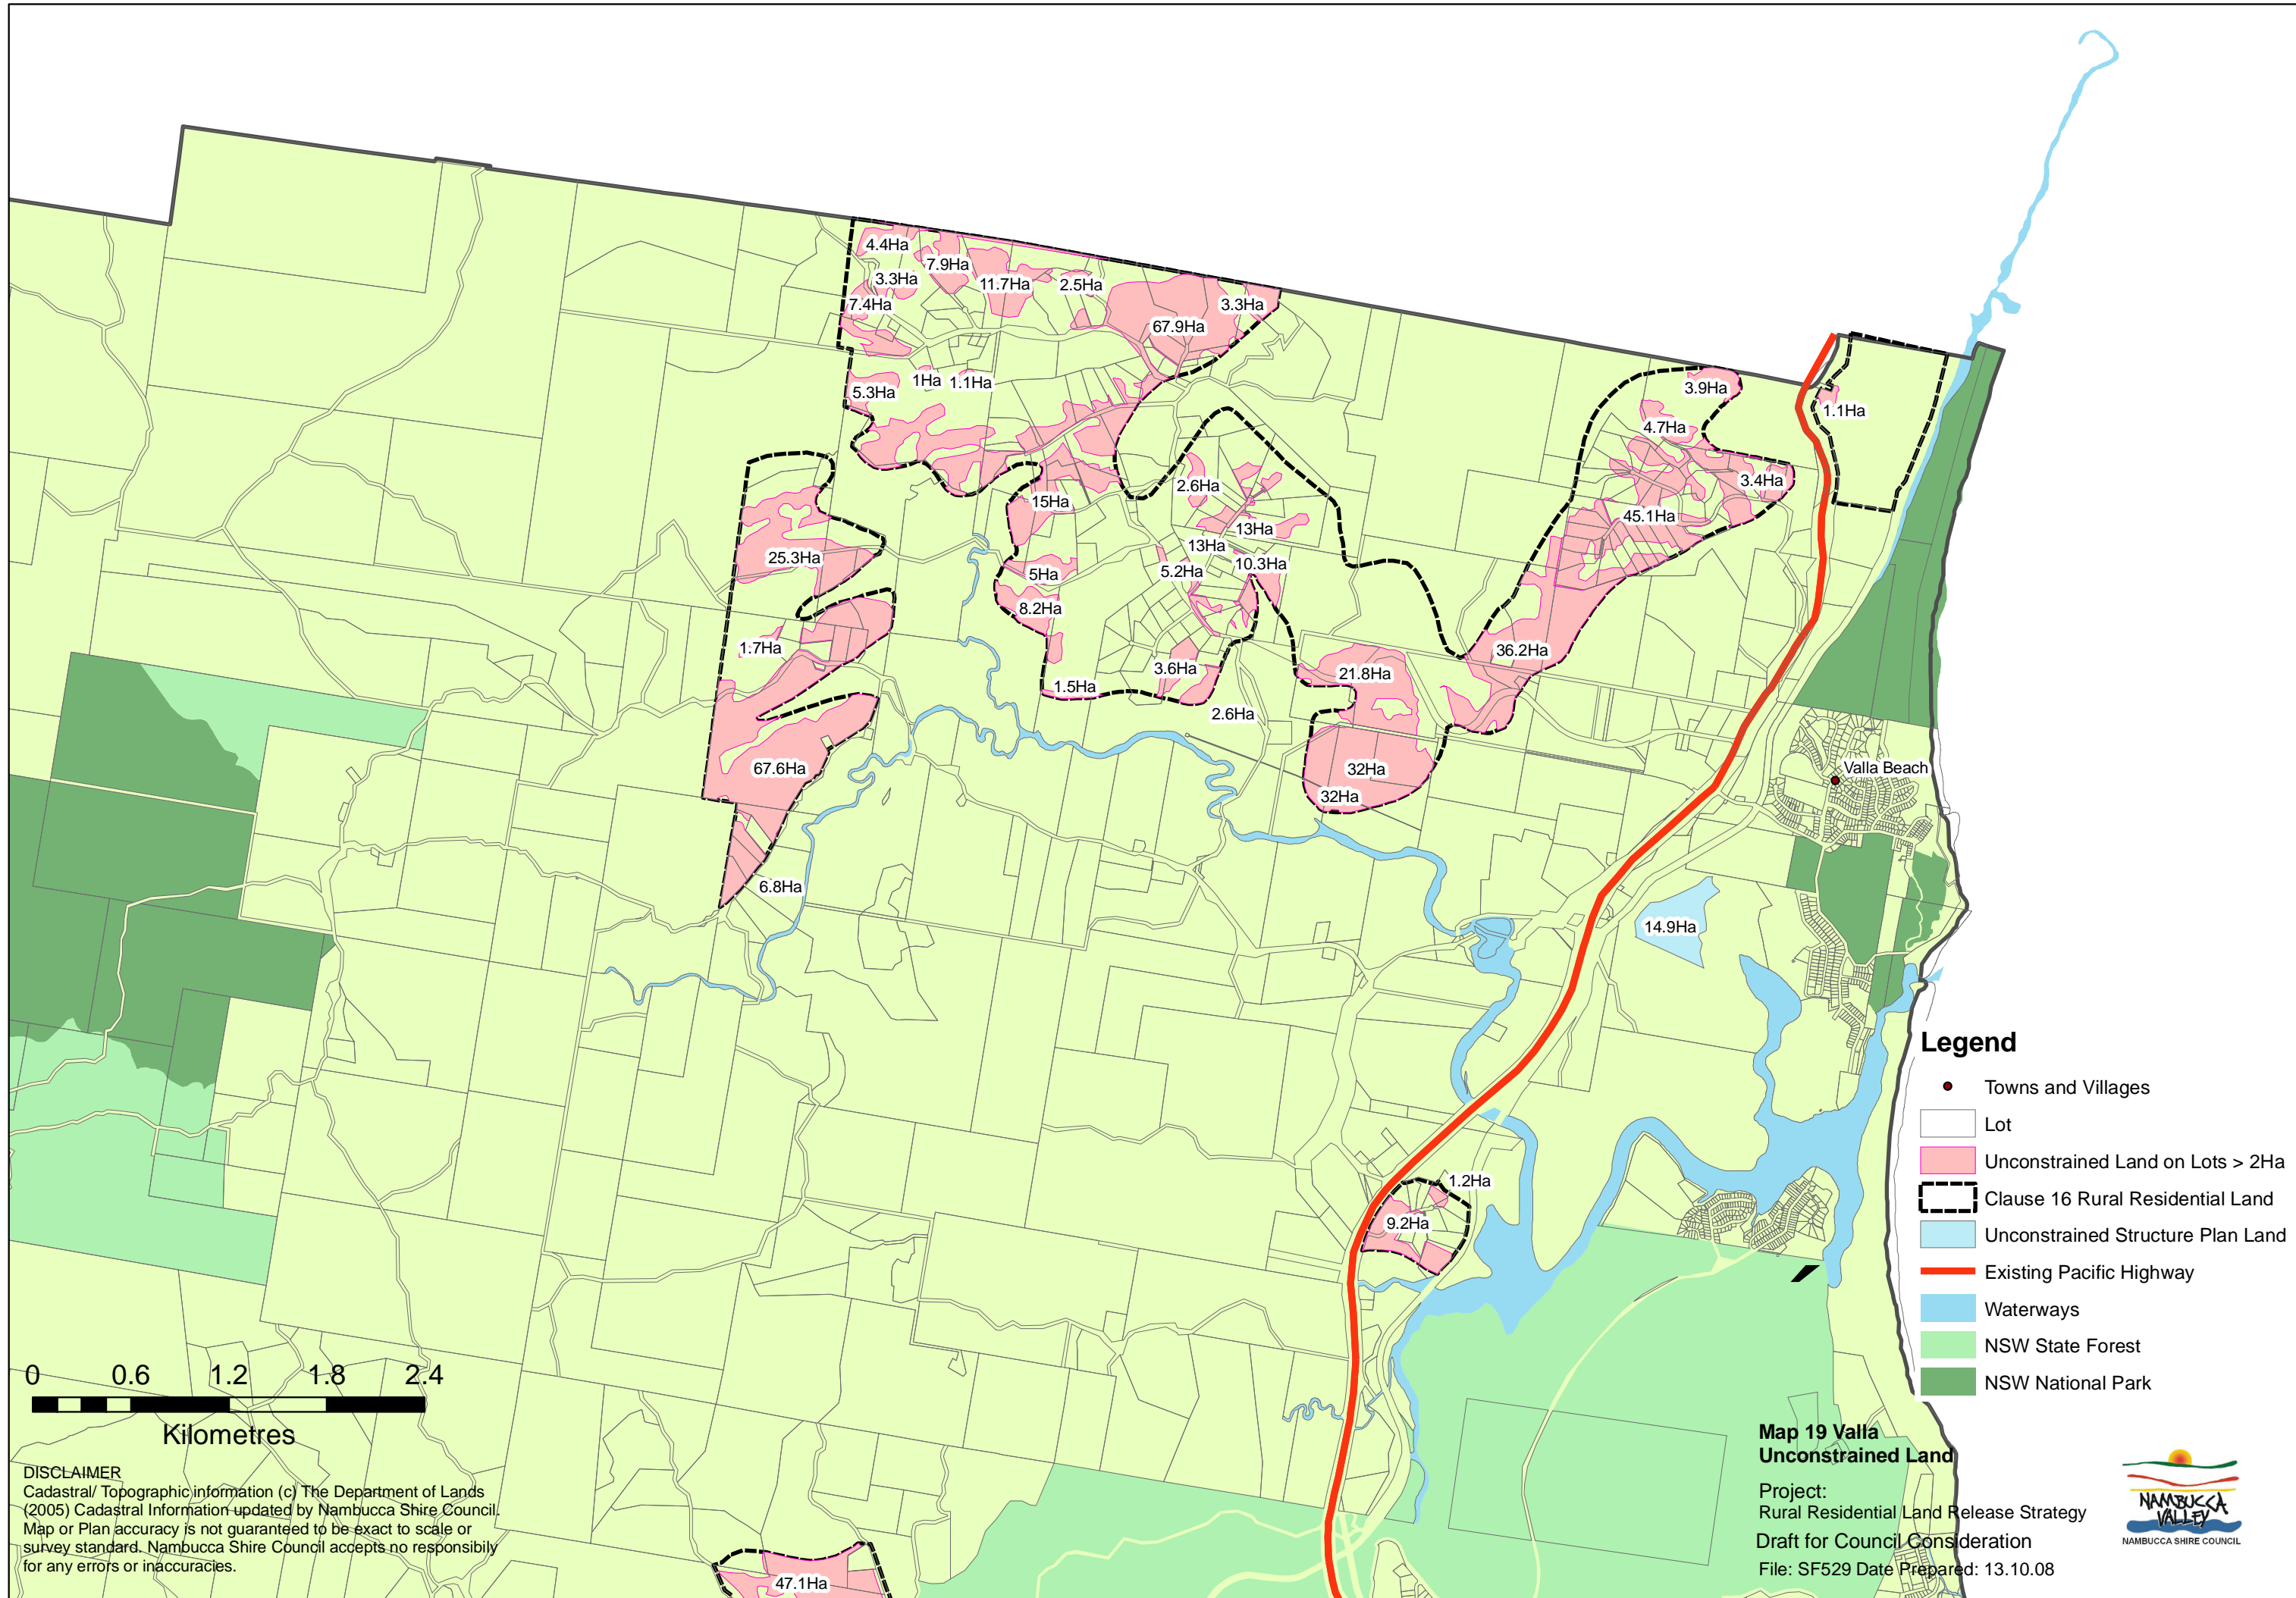 4.4Ha
7.9Ha
3.3Ha
11.7Ha
2.5Ha
7.4Ha
3.3Ha
67.9Ha
1Ha
1.1Ha
5.3Ha
3.9Ha
1.1Ha
4.7Ha
3.4Ha
2.6Ha
15Ha
45.1Ha
13Ha
13Ha
25.3Ha
10.3Ha
5.2Ha
5Ha
8.2Ha
1.7Ha
36.2Ha
3.6Ha
21.8Ha
1.5Ha
2.6Ha
67.6Ha
32Ha
32Ha
Valla Beach
6.8Ha
14.9Ha
1.2Ha
9.2Ha
47.1Ha
Legend
Towns and Villages
Lot
Unconstrained Land on Lots > 2Ha
Clause 16 Rural Residential Land
Unconstrained Structure Plan Land
Existing Pacific Highway
Waterways
NSW State Forest
NSW National Park
0 0.6 1.2 1.8 2.4
Kilometres
DISCLAIMER
Cadastral/ Topographic information (c) The Department of Lands
(2005) Cadastral Information updated by Nambucca Shire Council.
Map or Plan accuracy is not guaranteed to be exact to scale or
survey standard. Nambucca Shire Council accepts no responsibily
for any errors or inaccuracies.
Map 19 Valla
Unconstrained Land
Project:
Rural Residential Land Release Strategy
Draft for Council Consideration
File: SF529 Date Prepared: 13.10.08
NAMBUCCA
VALLEY
NAMBUCCA SHIRE COUNCIL